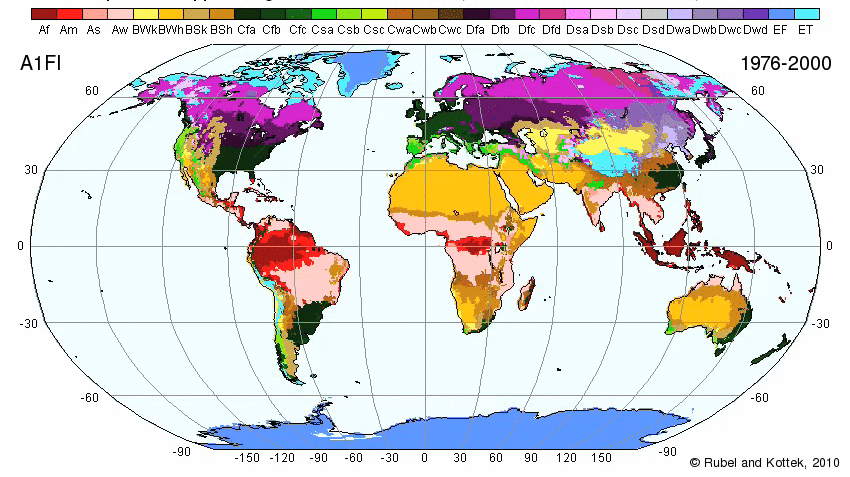 Af Am As Aw BWk BWh BSk BSh Cfa Cfb Cfc Csa Csb Csc Cwa Cwb Cwc Dfa Dfb Dfc Dfd Dsa Dsb Dsc Dsd Dwa Dwb Dwc Dwd EF ET
A1FI 1976-2000
60 60
30 30
0 0
-30 -30
-60 -60
-90 -150 -120 -90 -60 -30 0 30 60 90 120 150 -90
© Rubel and Kottek, 2010